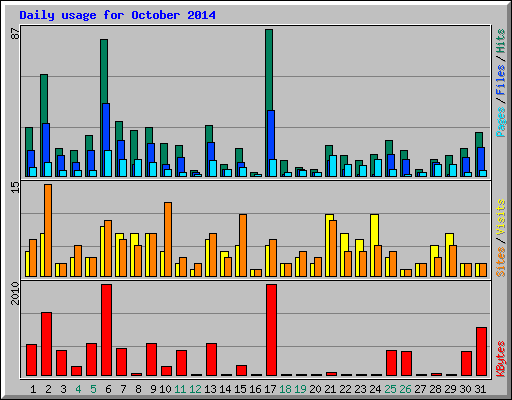 Daily usage for October 2014
87
Pages/Files/Hits
15
Sites/Visits
2010
KBytes
1 2 3 4 5 6 7 8 9 10 11 12 13 14 15 16 17 18 19 20 21 22 23 24 25 26 27 28 29 30 31